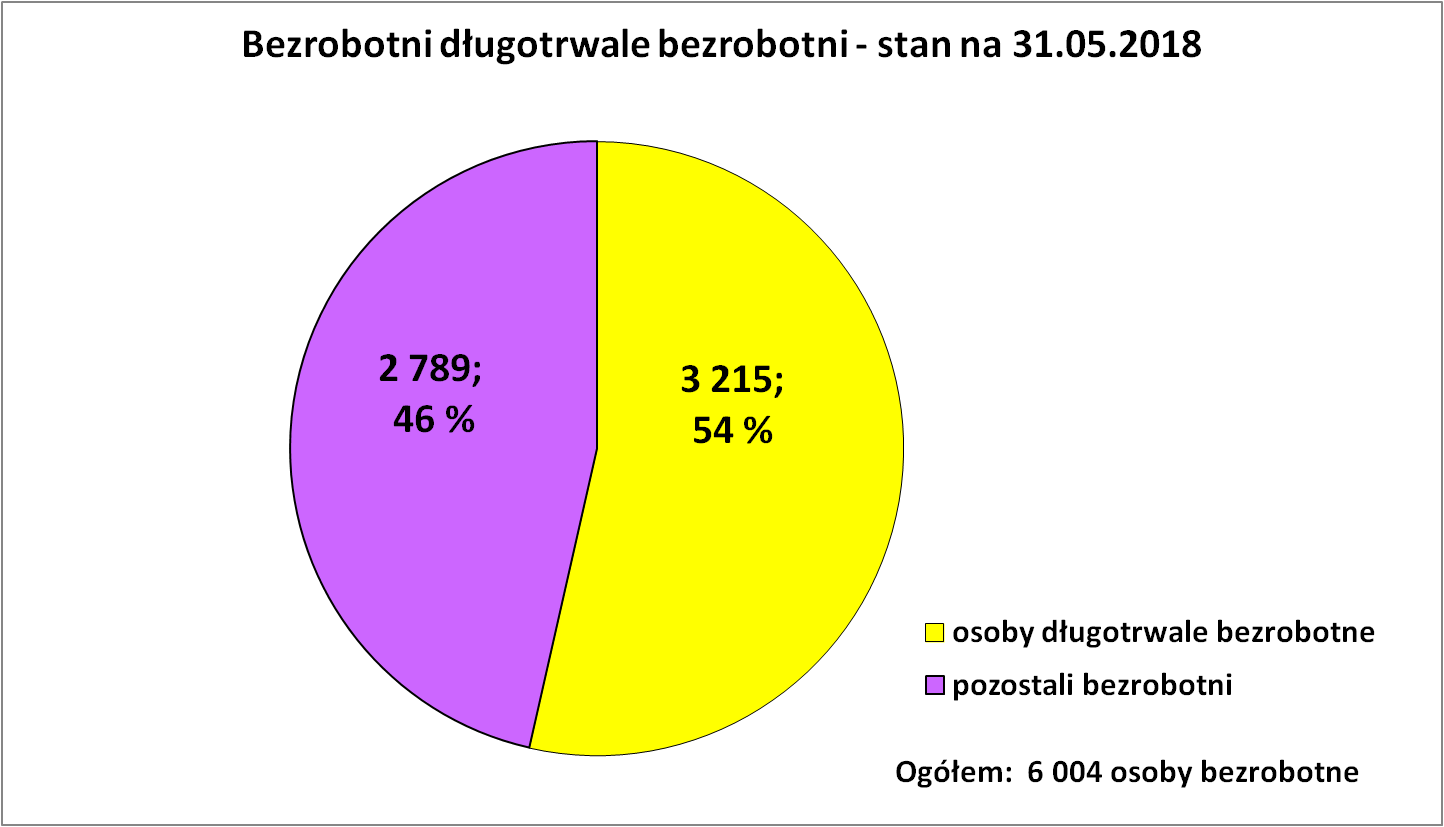 Bezrobotni długotrwale bezrobotni - stan na 31.05.2018
2 789;
46 %
3 215;
54 %
osoby długotrwale bezrobotne
pozostali bezrobotni
Ogółem:  6 004 osoby bezrobotne